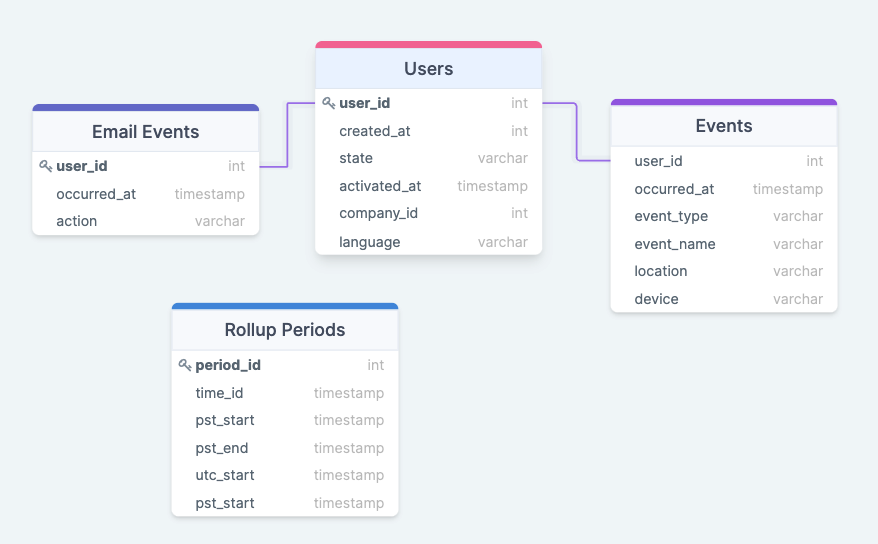 Users
user_id int
created_at int
state varchar
activated_at timestamp
company_id int
language varchar
Email Events
user_id int
occurred_at timestamp
action varchar
Events
user_id int
occurred_at timestamp
event_type varchar
event_name varchar
location varchar
device varchar
Rollup Periods
period_id int
time_id timestamp
pst_start timestamp
pst_end timestamp
utc_start timestamp
pst_start timestamp